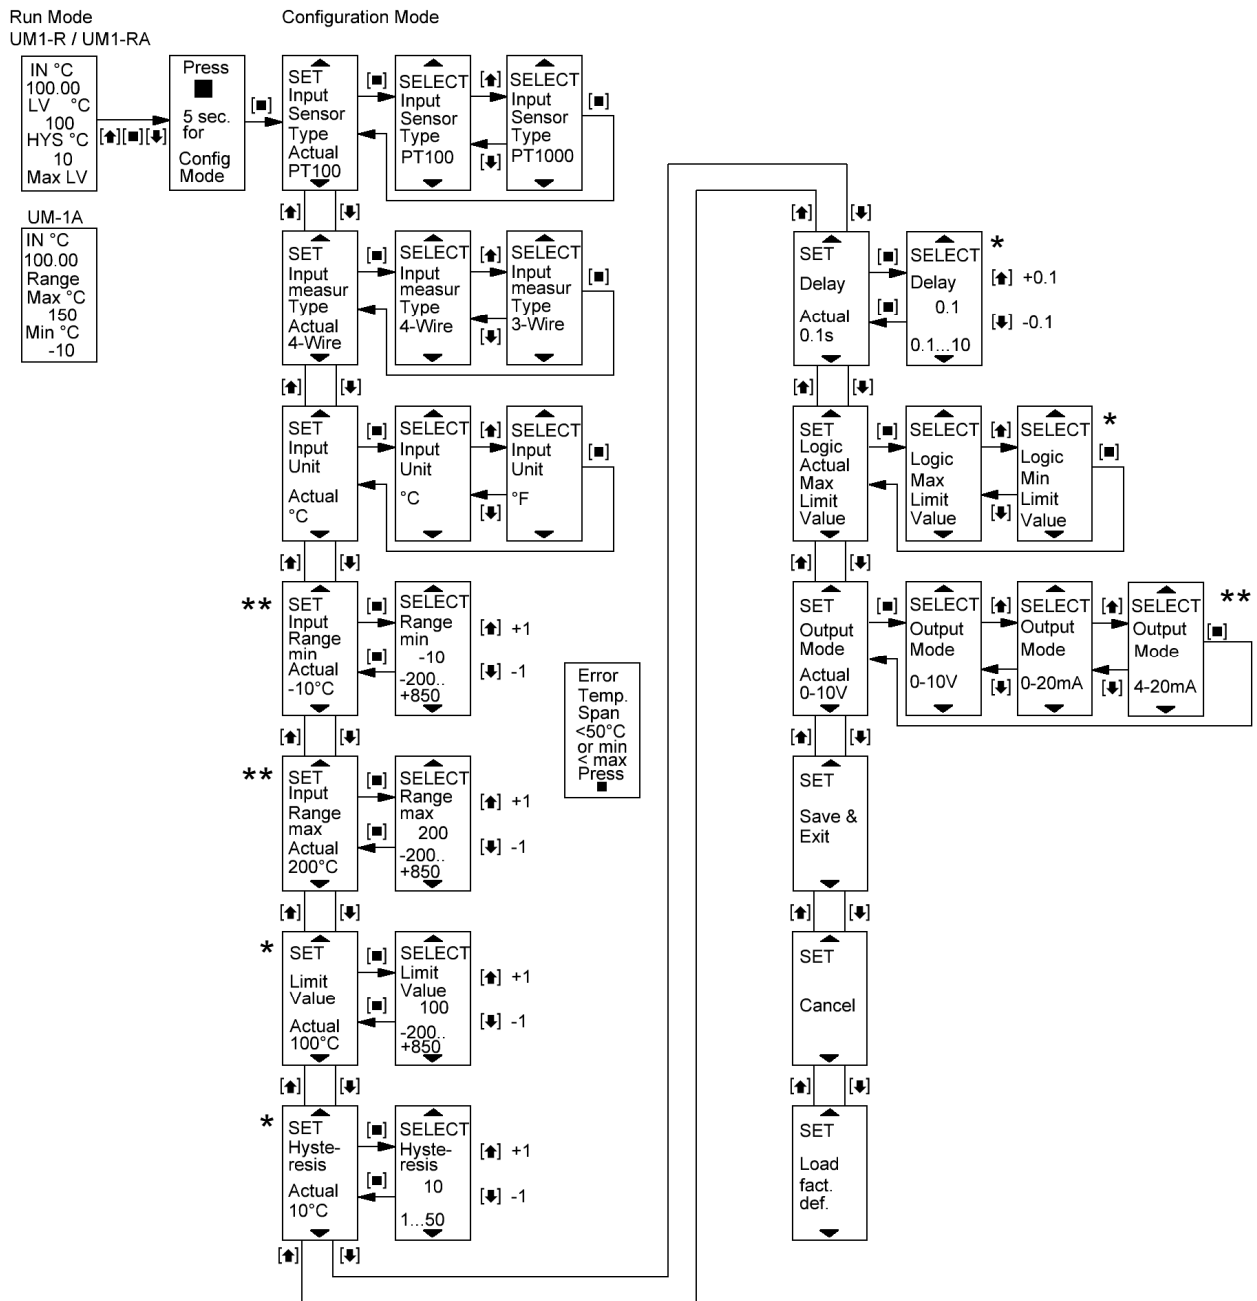 Run Mode
UM1-R / UM1-RA
Configuration Mode
IN °C
100.00
LV °C
100
HYS °C
10
Max LV
[🡅][■][🡇]
Press
■
5 sec.
for
Config
Mode
[■]
SET
Input
Sensor
Type
Actual
PT100
[■]
SELECT
Input
Sensor
Type
PT100
[🡅]
[🡇]
SELECT
Input
Sensor
Type
PT1000
[■]
[🡅] [🡇]
UM-1A
IN °C
100.00
Range
Max °C
150
Min °C
-10
SET
Input
measur
Type
Actual
4-Wire
[■]
SELECT
Input
measur
Type
4-Wire
[🡅]
[🡇]
SELECT
Input
measur
Type
3-Wire
[■]
[🡅] [🡇]
SET
Input
Unit
Actual
°C
[■]
SELECT
Input
Unit
°C
[🡅]
[🡇]
SELECT
Input
Unit
°F
[■]
[🡅] [🡇]
**
SET
Input
Range
min
Actual
-10°C
[■]
[■]
SELECT
Range
min
-10
-200..
+850
[🡅] +1
[🡇] -1
[🡅] [🡇]
Error
Temp.
Span
<50°C
or min
< max
Press
■
**
SET
Input
Range
max
Actual
200°C
[■]
[■]
SELECT
Range
max
200
-200..
+850
[🡅] +1
[🡇] -1
[🡅] [🡇]
*
SET
Limit
Value
Actual
100°C
[■]
[■]
SELECT
Limit
Value
100
-200..
+850
[🡅] +1
[🡇] -1
[🡅] [🡇]
*
SET
Hyste-
resis
Actual
10°C
[■]
[■]
SELECT
Hyste-
resis
10
1...50
[🡅] +1
[🡇] -1
[🡅] [🡇]
[🡅] [🡇]
SET
Delay
Actual
0.1s
[■]
[■]
SELECT
Delay
0.1
0.1...10
*
[🡅] +0.1
[🡇] -0.1
[🡅] [🡇]
SET
Logic
Actual
Max
Limit
Value
[■]
SELECT
Logic
Max
Limit
Value
[🡅]
[🡇]
SELECT
Logic
Min
Limit
Value
*
[■]
[🡅] [🡇]
SET
Output
Mode
Actual
0-10V
[■]
SELECT
Output
Mode
0-10V
[🡅]
[🡇]
SELECT
Output
Mode
0-20mA
[🡅]
[🡇]
SELECT
Output
Mode
4-20mA
**
[■]
[🡅] [🡇]
SET
Save &
Exit
[🡅] [🡇]
SET
Cancel
[🡅] [🡇]
SET
Load
fact.
def.